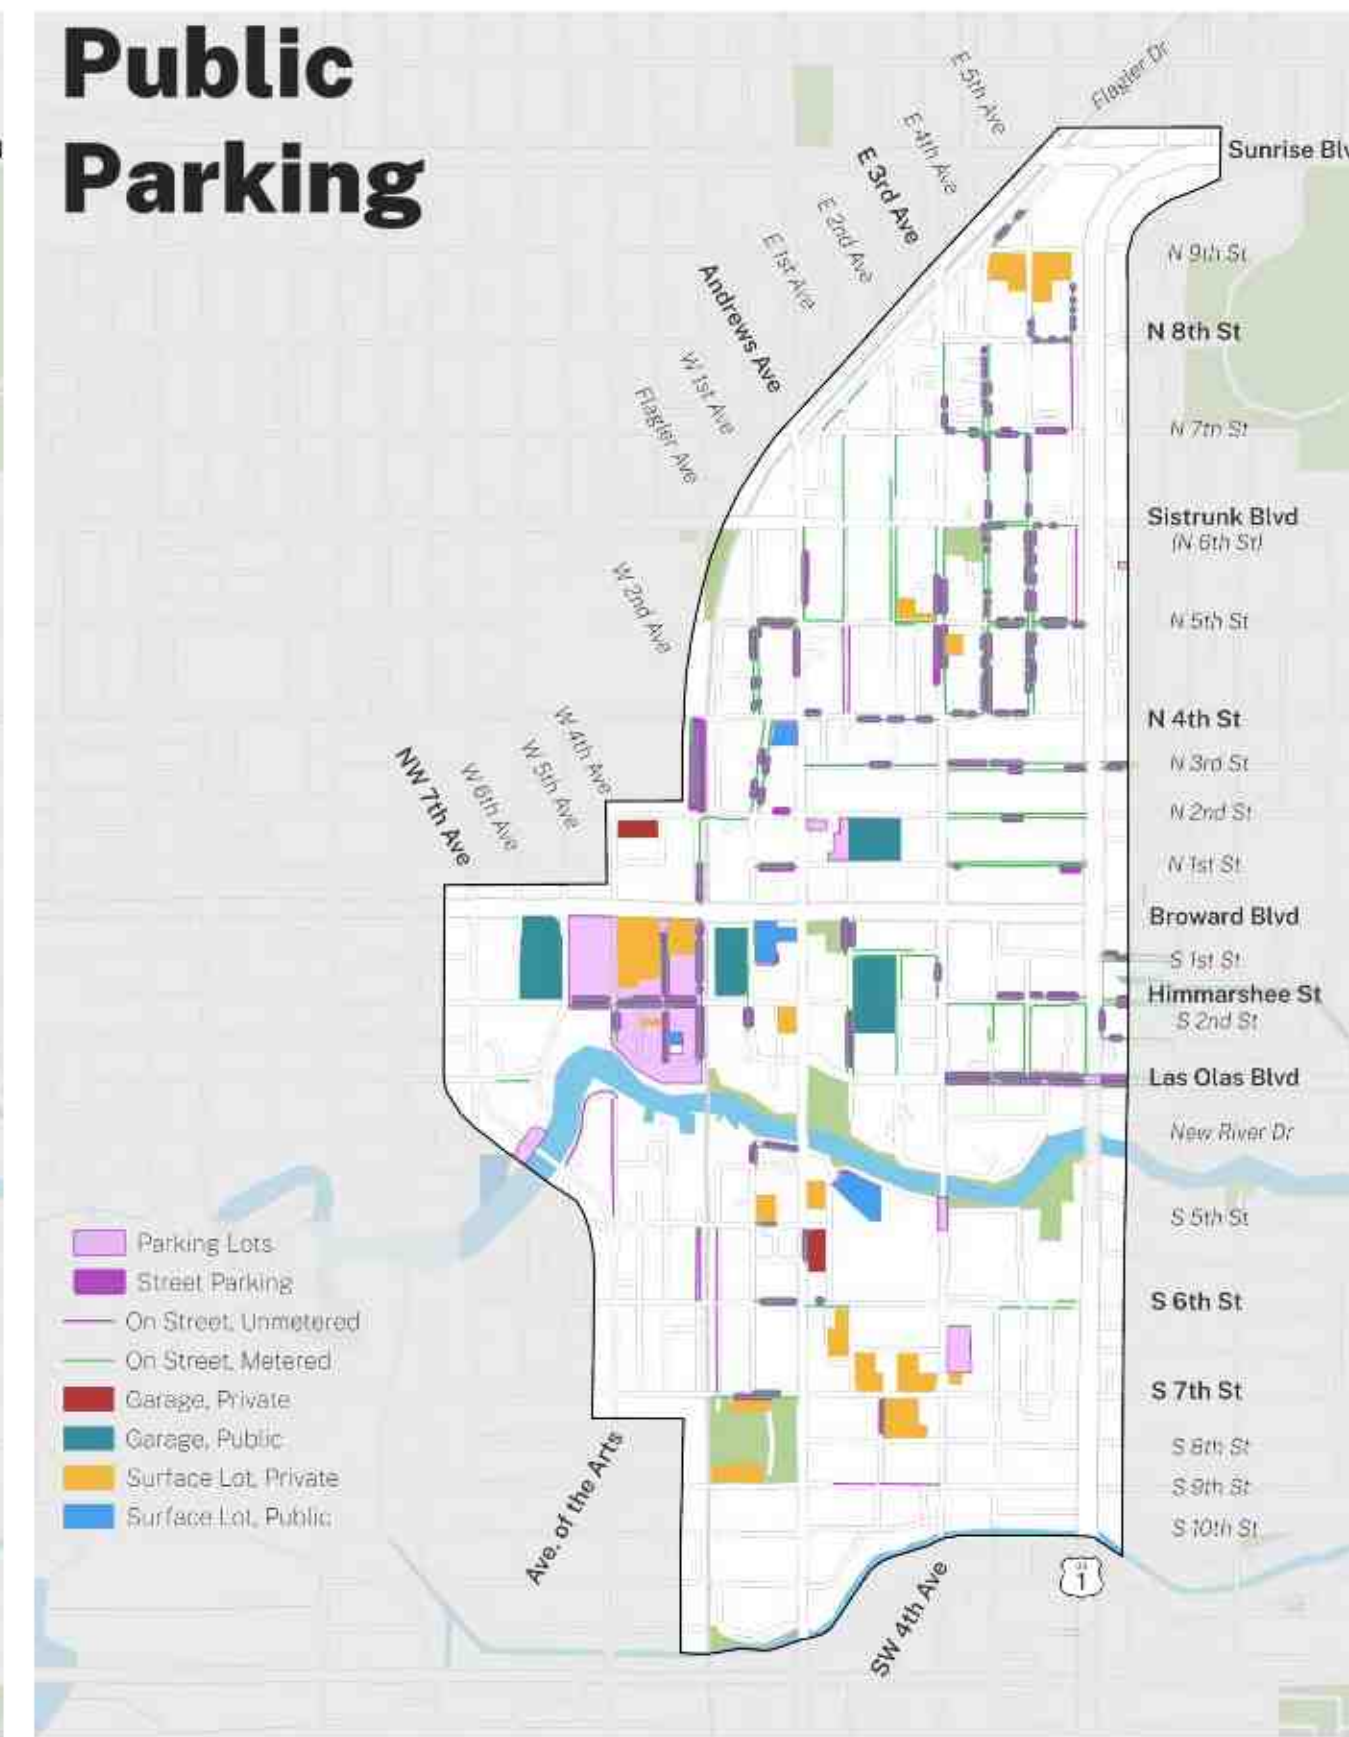 Public
Parking
E 5th Ave
Flagler Dr
E 4th Ave
E 3rd Ave
E 2nd Ave
E 1st Ave
Andrews Ave
W 1st Ave
Flagler Ave
W 2nd Ave
W 4th Ave
W 5th Ave
W 6th Ave
NW 7th Ave
Sunrise Blv
N 9th St
N 8th St
N 7th St
Sistrunk Blvd
(N 6th St)
N 5th St
N 4th St
N 3rd St
N 2nd St
N 1st St
Broward Blvd
S 1st St
Himmarshee St
S 2nd St
Las Olas Blvd
New River Dr
S 5th St
S 6th St
S 7th St
S 8th St
S 9th St
S 10th St
Parking Lots
Street Parking
On Street, Unmetered
On Street, Metered
Garage, Private
Garage, Public
Surface Lot, Private
Surface Lot, Public
Ave. of the Arts
SW 4th Ave
1